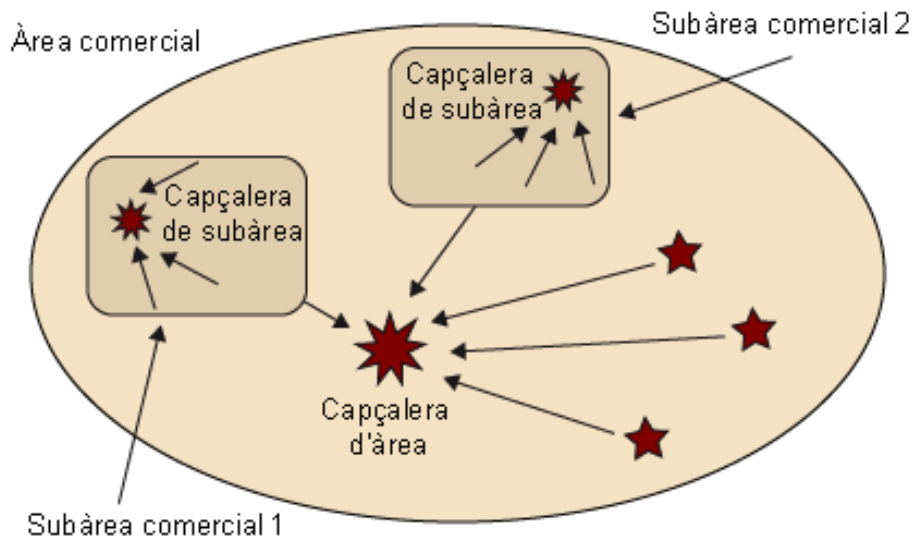 Àrea comercial
Subàrea comercial 2
Capçalera
de subàrea
Capçalera
de subàrea
Capçalera
d'àrea
Subàrea comercial 1